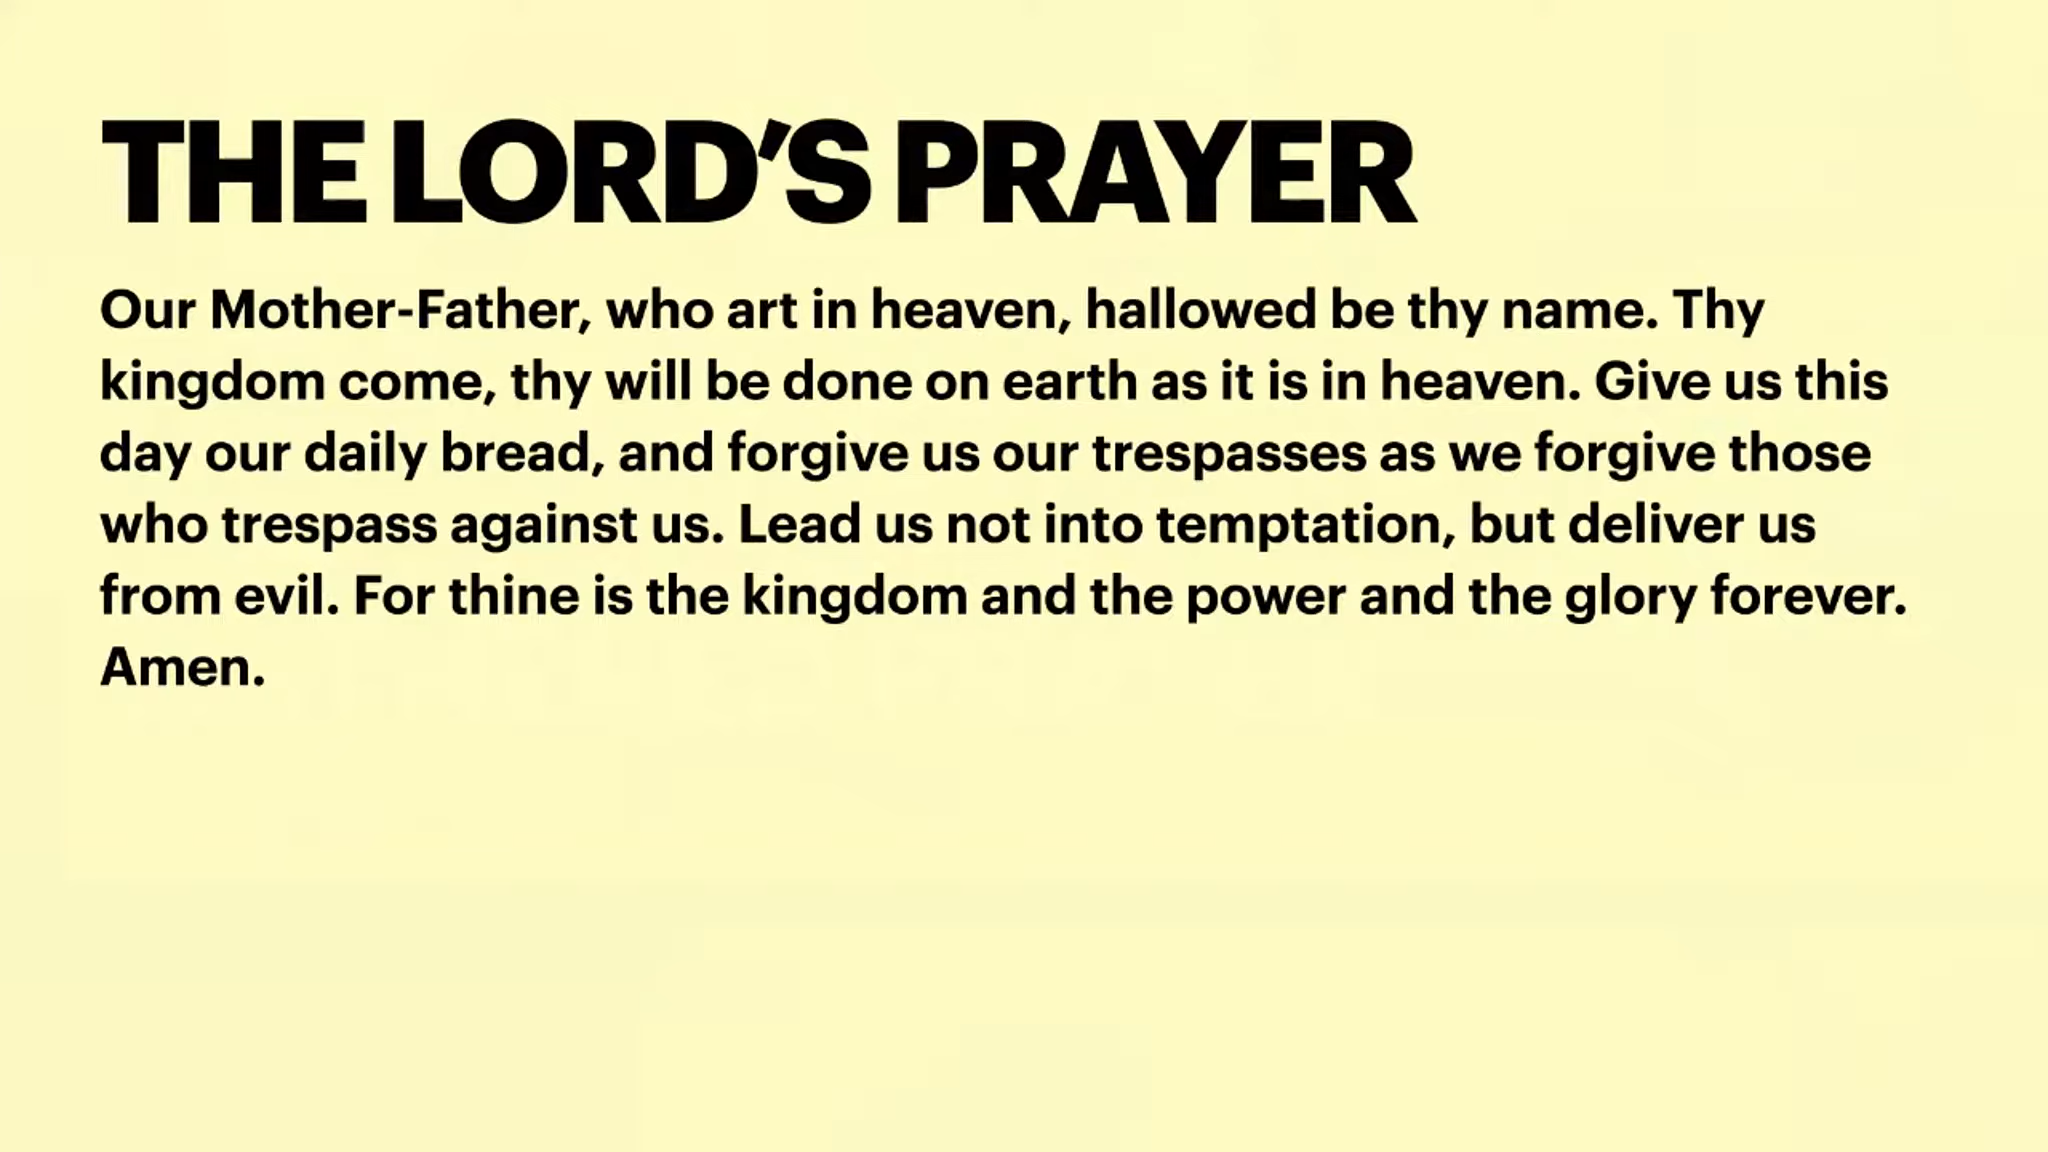 THE LORD’S PRAYER
Our Mother-Father, who art in heaven, hallowed be thy name. Thy
kingdom come, thy will be done on earth as it is in heaven. Give us this
day our daily bread, and forgive us our trespasses as we forgive those
who trespass against us. Lead us not into temptation, but deliver us
from evil. For thine is the kingdom and the power and the glory forever.
Amen.